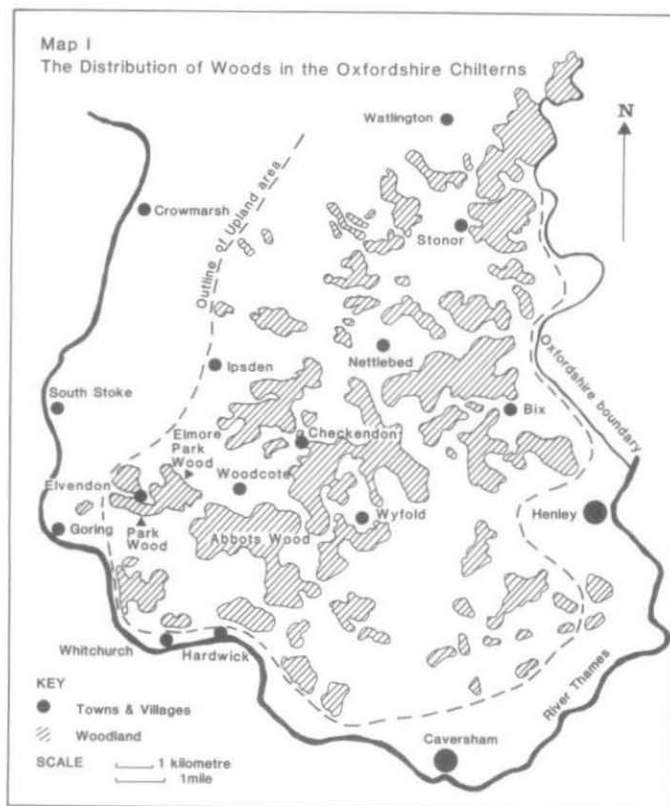 Map I
The Distribution of Woods in the Oxfordshire Chilterns
N
Watlington
Crowmarsh
Outline of Upland area
Stonor
Nettlebed
Ipsden
Oxfordshire boundary
South Stoke
Bix
Elmore
Park
Wood
Checkendon
Woodcote
Elvendon
Goring
Park
Wood
Abbots Wood
Wyfold
Henley
Whitchurch
Hardwick
River Thames
KEY
Towns & Villages
Woodland
SCALE
1 kilometre
1 mile
Caversham